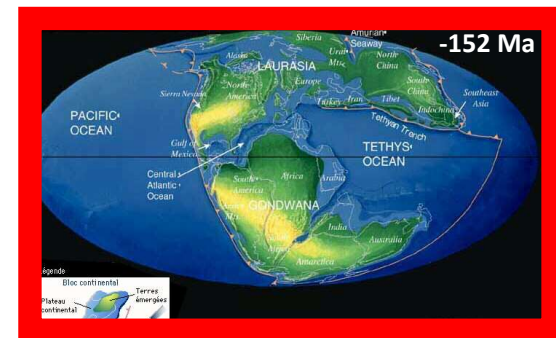 -152 Ma
Siberia
Amurian
Seaway
Alaska
LAURASIA
Ural
Mts.
North
China
North
America
Europe
South
China
Southeast
Asia
Sierra Nevada
Turkey
Iran
Tibet
Indochina
PACIFIC
OCEAN
Tethyan Trench
Gulf of
Mexico
TETHYS
OCEAN
Central
Atlantic
Ocean
South
America
Africa
Arabia
GONDWANA
India
Australia
Antarctica
égende
Bloc continental
Terres
émergées
Plateau
continental